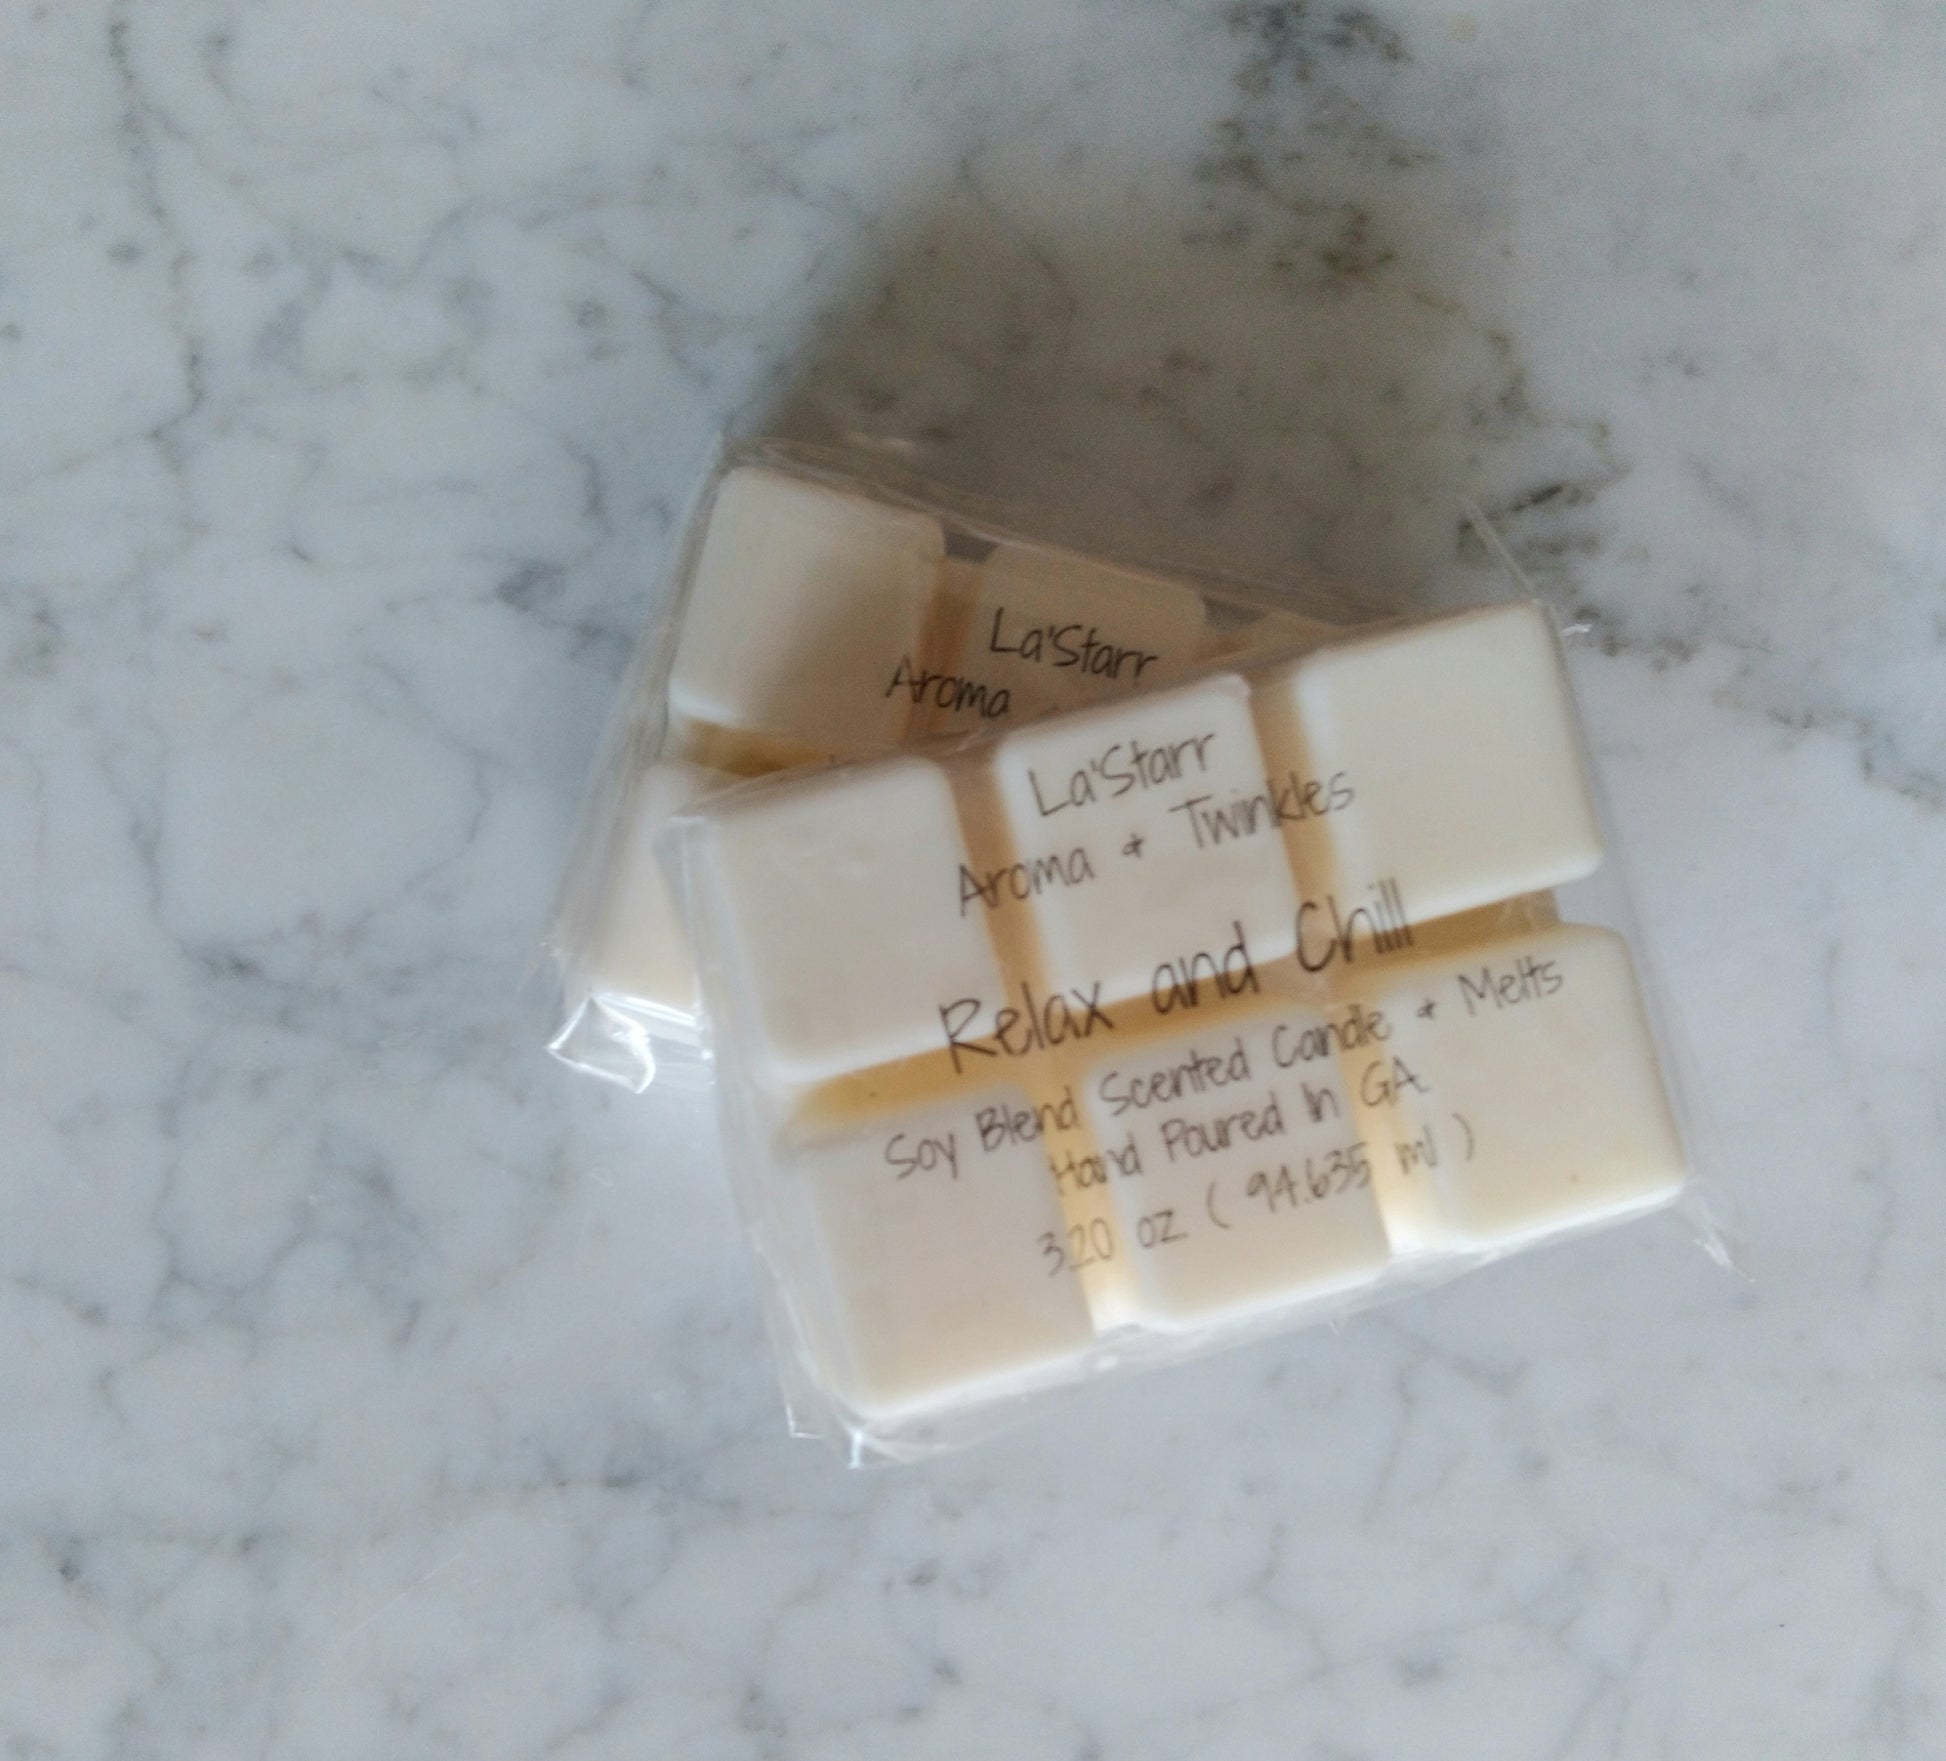 La'Starr
Aroma
La'Starr
Aroma & Twinkles
Relax and Chill
Soy Blend Scented Candle & Melts
Hand Poured In GA
3.20 oz ( 94.635 ml )